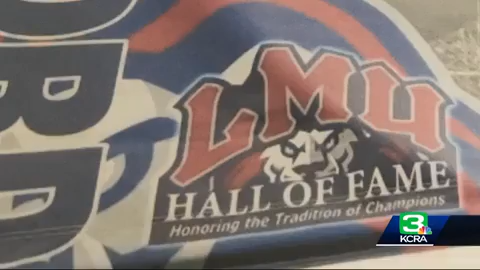 LMU
HALL OF FAME
Honoring the Tradition of Champions
3
KCRA